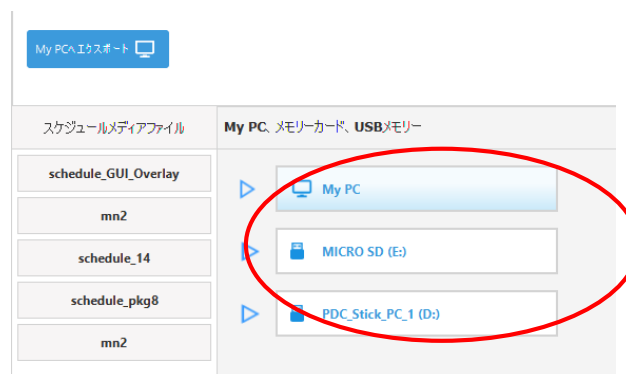 My PCへエクスポート
スケジュールメディアファイル
My PC、メモリーカード、USBメモリー
schedule_GUI_Overlay
mn2
schedule_14
schedule_pkg8
mn2
My PC
MICRO SD (E:)
PDC_Stick_PC_1 (D:)